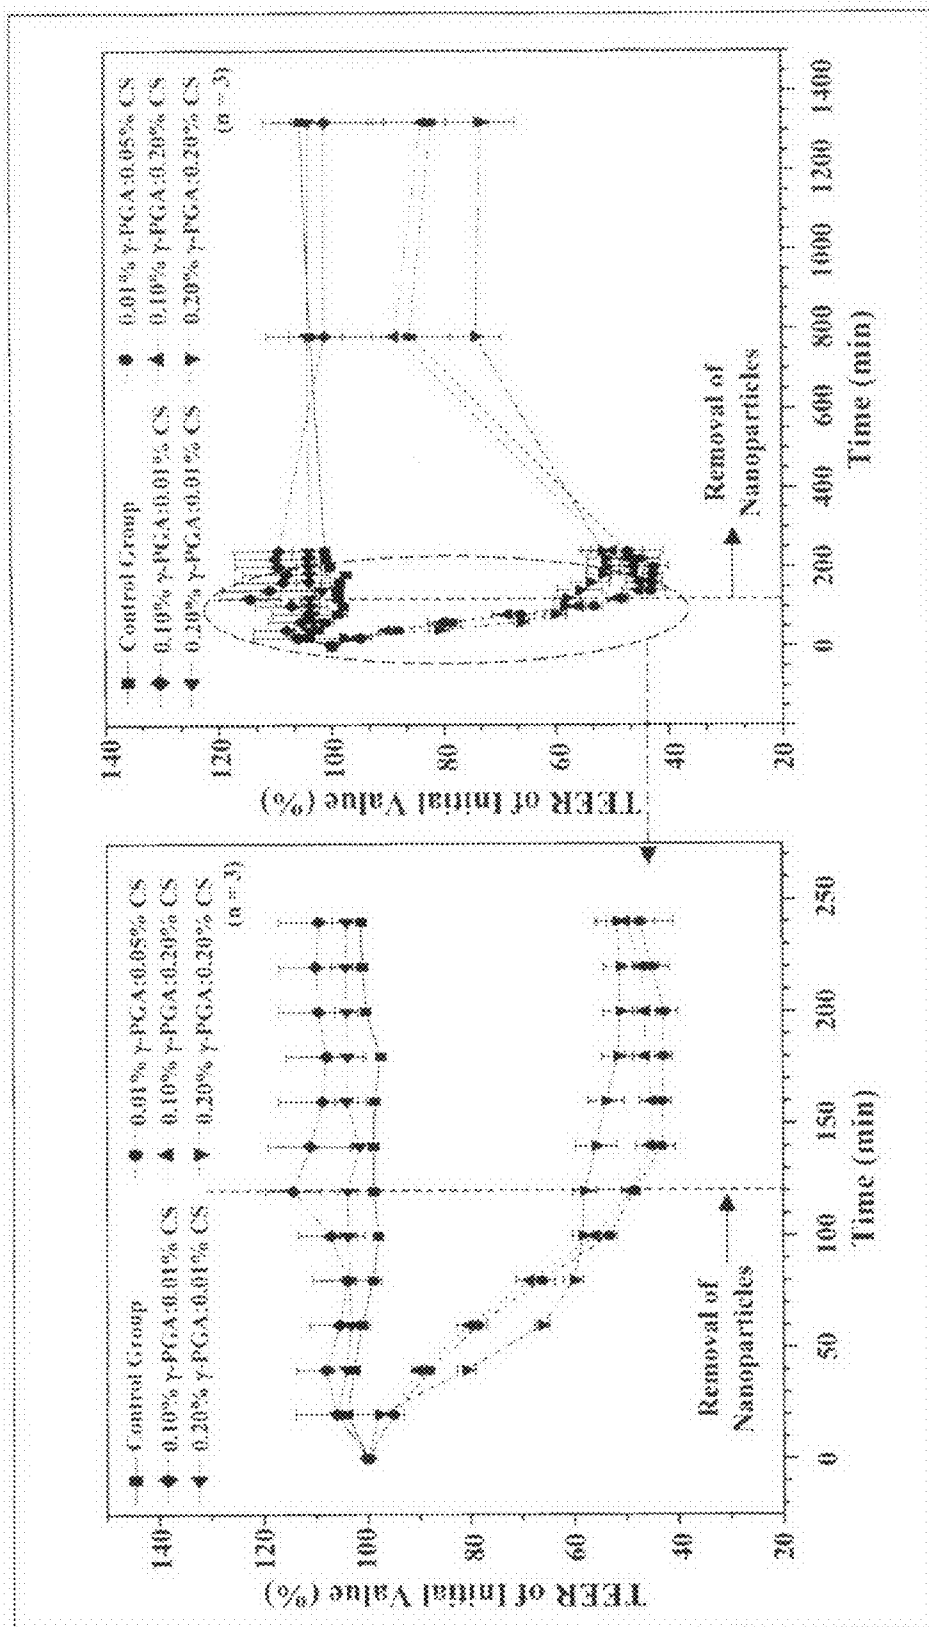 Control Group
0.01% γ-PGA:0.05% CS
0.10% γ-PGA:0.01% CS
0.10% γ-PGA:0.20% CS
0.20% γ-PGA:0.01% CS
0.20% γ-PGA:0.20% CS
(n = 3)
TEER of Initial Value (%)
140
120
100
80
60
40
20
Removal of
Nanoparticles
0
50
100
150
200
250
Time (min)
Control Group
0.01% γ-PGA:0.05% CS
0.10% γ-PGA:0.01% CS
0.10% γ-PGA:0.20% CS
0.20% γ-PGA:0.01% CS
0.20% γ-PGA:0.20% CS
(n = 3)
TEER of Initial Value (%)
140
120
100
80
60
40
20
Removal of
Nanoparticles
0
200
400
600
800
1000
1200
1400
Time (min)